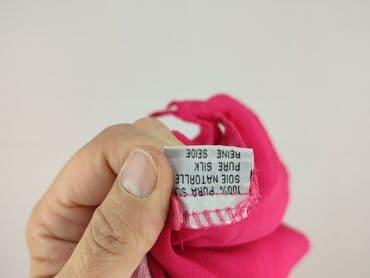 100% PURA S
SOIE NATURELLE
PURE SILK
REINE SEIDE